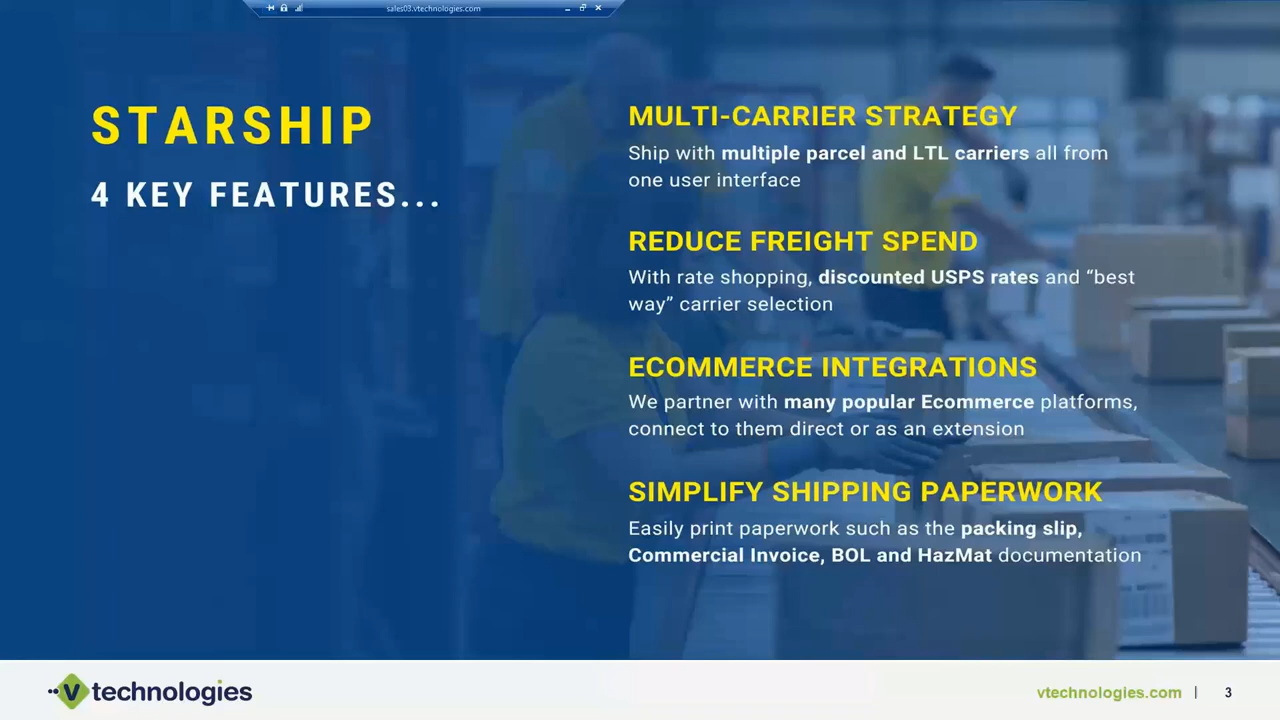 sales03.vtechnologies.com
STARSHIP
4 KEY FEATURES...
MULTI-CARRIER STRATEGY
Ship with multiple parcel and LTL carriers all from
one user interface
REDUCE FREIGHT SPEND
With rate shopping, discounted USPS rates and “best
way” carrier selection
ECOMMERCE INTEGRATIONS
We partner with many popular Ecommerce platforms,
connect to them direct or as an extension
SIMPLIFY SHIPPING PAPERWORK
Easily print paperwork such as the packing slip,
Commercial Invoice, BOL and HazMat documentation
V technologies
vtechnologies.com | 3